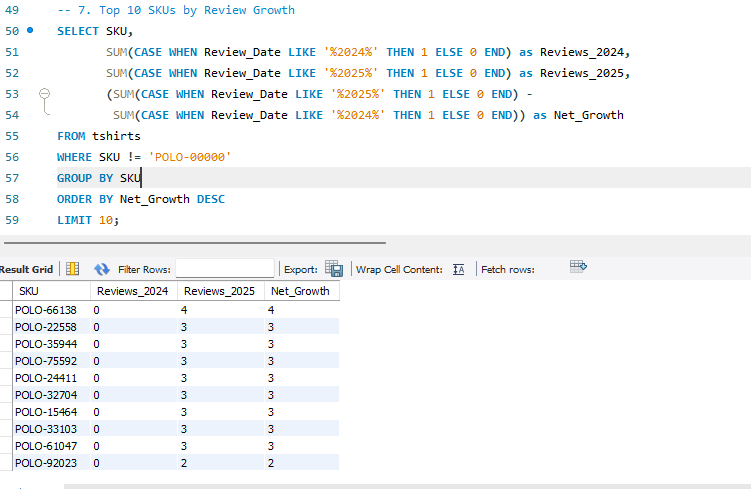 49 -- 7. Top 10 SKUs by Review Growth
50 SELECT SKU,
51 SUM(CASE WHEN Review_Date LIKE '%2024%' THEN 1 ELSE 0 END) as Reviews_2024,
52 SUM(CASE WHEN Review_Date LIKE '%2025%' THEN 1 ELSE 0 END) as Reviews_2025,
53 (SUM(CASE WHEN Review_Date LIKE '%2025%' THEN 1 ELSE 0 END) -
54 SUM(CASE WHEN Review_Date LIKE '%2024%' THEN 1 ELSE 0 END)) as Net_Growth
55 FROM tshirts
56 WHERE SKU != 'POLO-00000'
57 GROUP BY SKU
58 ORDER BY Net_Growth DESC
59 LIMIT 10;
Result Grid Filter Rows: Export: Wrap Cell Content: Fetch rows:
SKU Reviews_2024 Reviews_2025 Net_Growth
POLO-66138 0 4 4
POLO-22558 0 3 3
POLO-35944 0 3 3
POLO-75592 0 3 3
POLO-24411 0 3 3
POLO-32704 0 3 3
POLO-15464 0 3 3
POLO-33103 0 3 3
POLO-61047 0 3 3
POLO-92023 0 2 2